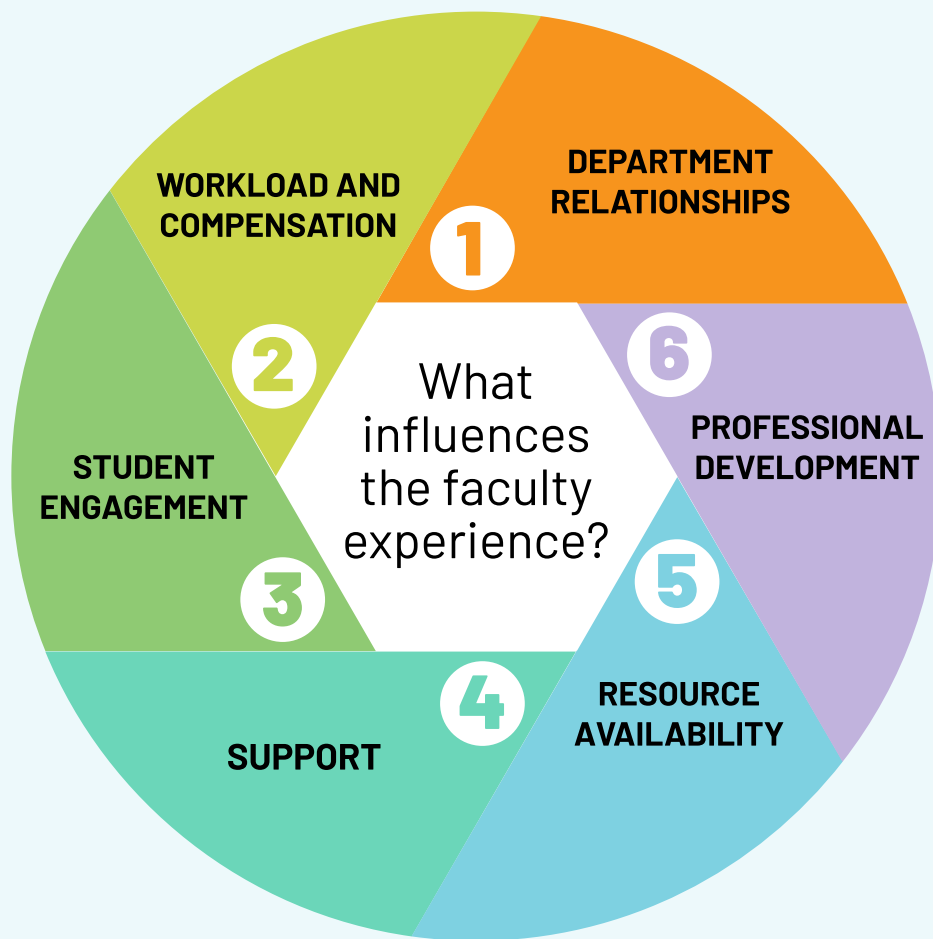 What
influences
the faculty
experience?
1
DEPARTMENT
RELATIONSHIPS
2
WORKLOAD AND
COMPENSATION
3
STUDENT
ENGAGEMENT
4
SUPPORT
5
RESOURCE
AVAILABILITY
6
PROFESSIONAL
DEVELOPMENT